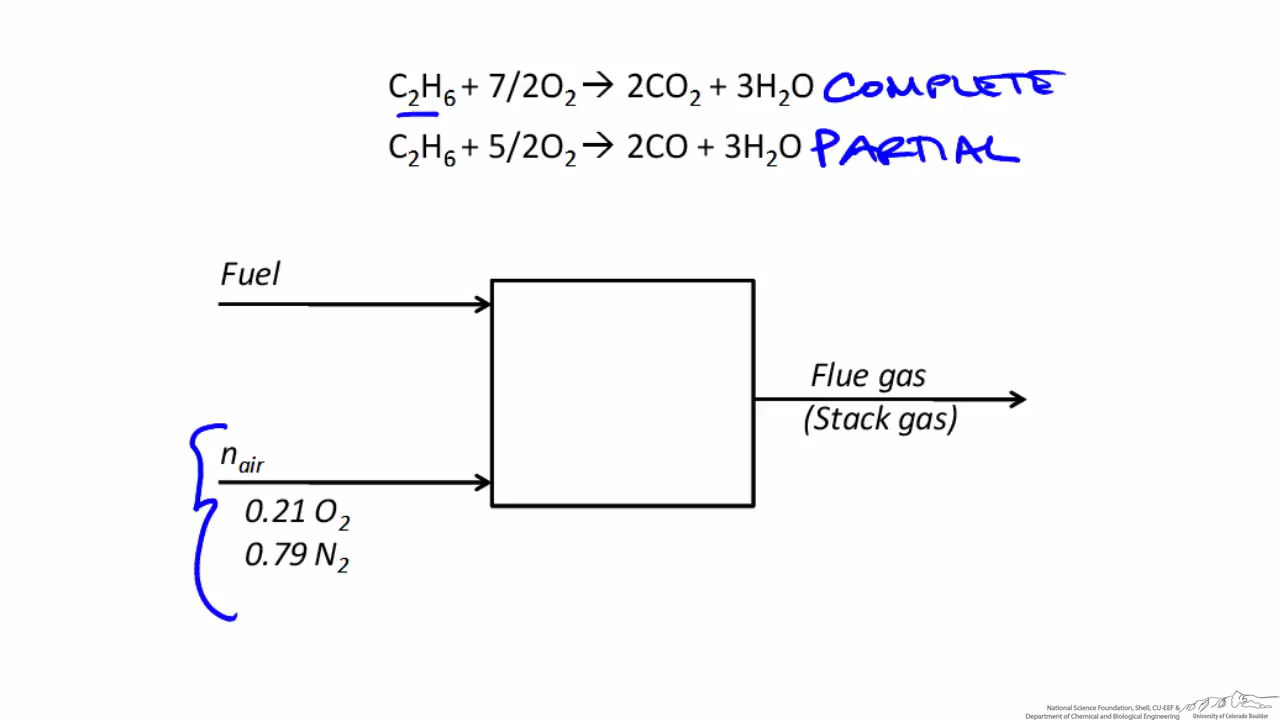 C₂H₆ + 7/2O₂ → 2CO₂ + 3H₂O COMPLETE
C₂H₆ + 5/2O₂ → 2CO + 3H₂O PARTIAL
Fuel
Flue gas
(Stack gas)
n_air
0.21 O₂
0.79 N₂
National Science Foundation, Shell, CU-EEF &
Department of Chemical and Biological Engineering
University of Colorado Boulder